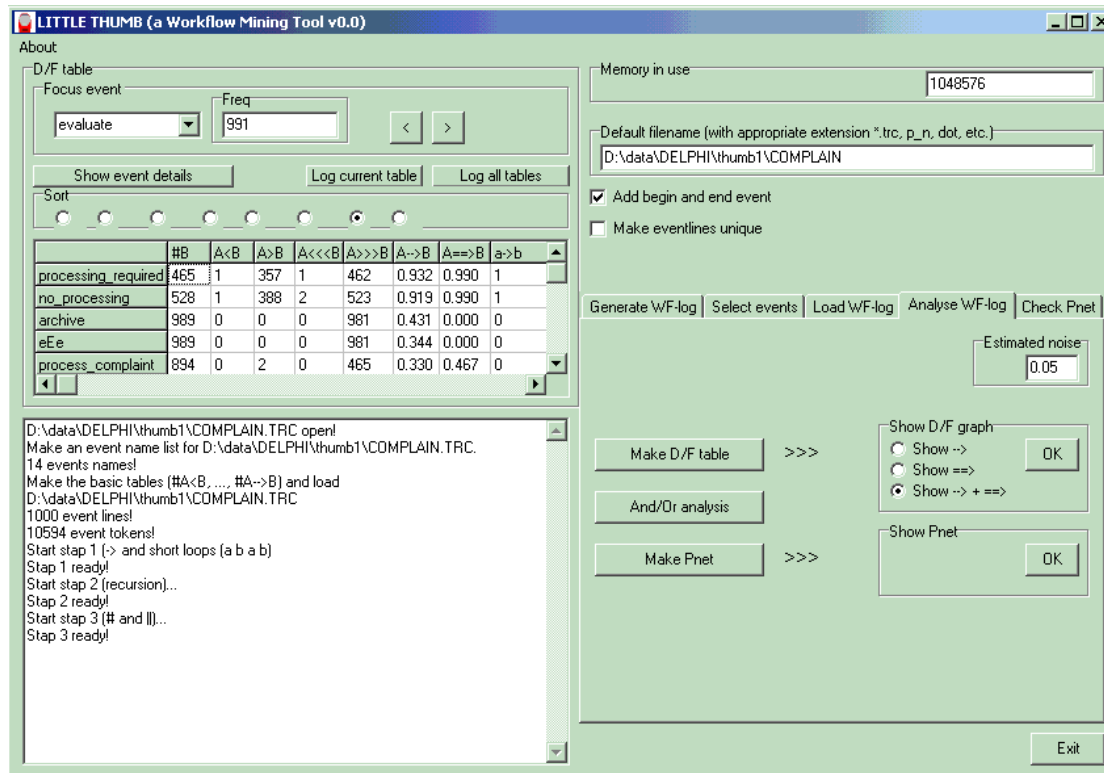 LITTLE THUMB (a Workflow Mining Tool v0.0)
About
D/F table
Focus event
evaluate
Freq
991
< >
Show event details Log current table Log all tables
Sort
#B A<B A>B A<<<B A>>>B A-->B A==>B a->b
processing_required 465 1 357 1 462 0.932 0.990 1
no_processing 528 1 388 2 523 0.919 0.990 1
archive 989 0 0 0 981 0.431 0.000 0
eEe 989 0 0 0 981 0.344 0.000 0
process_complaint 894 0 2 0 465 0.330 0.467 0
D:\data\DELPHI\thumb1\COMPLAIN.TRC open!
Make an event name list for D:\data\DELPHI\thumb1\COMPLAIN.TRC.
14 events names!
Make the basic tables (#A<B, ..., #A-->B) and load
D:\data\DELPHI\thumb1\COMPLAIN.TRC
1000 event lines!
10594 event tokens!
Start stap 1 (-> and short loops (a b a b)
Stap 1 ready!
Start stap 2 (recursion)...
Stap 2 ready!
Start stap 3 (# and ||)...
Stap 3 ready!
Memory in use
1048576
Default filename (with appropriate extension *.trc, p_n, dot, etc.)
D:\data\DELPHI\thumb1\COMPLAIN
Add begin and end event
Make eventlines unique
Generate WF-log Select events Load WF-log Analyse WF-log Check Pnet
Estimated noise
0.05
Make D/F table >>>
And/Or analysis
Make Pnet >>>
Show D/F graph
Show -->
Show ==>
Show --> + ==>
OK
Show Pnet
OK
Exit